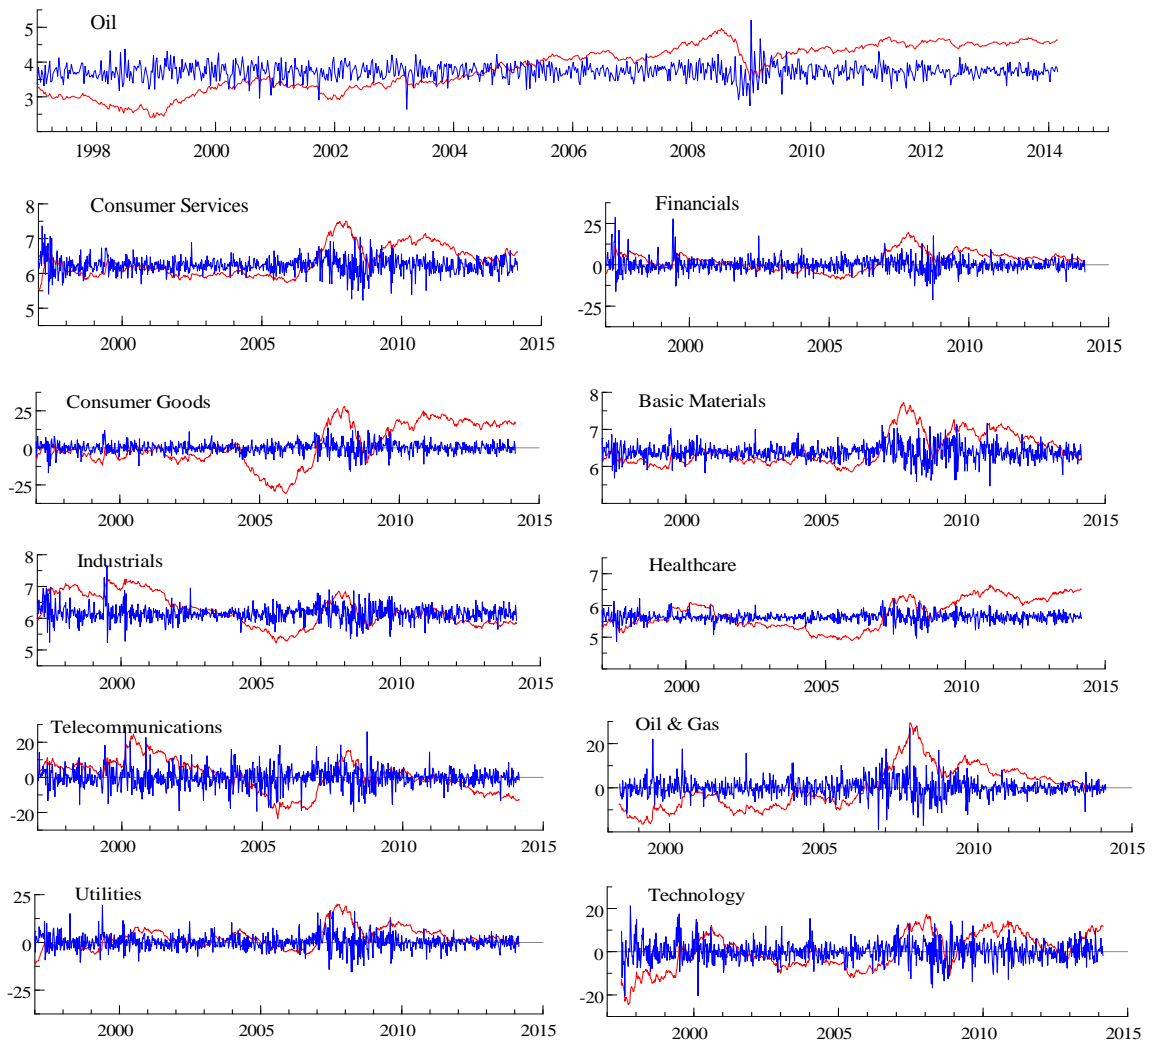 Oil
5
4
3
1998 2000 2002 2004 2006 2008 2010 2012 2014
Consumer Services
8
7
6
5
2000 2005 2010 2015
Financials
25
0
-25
2000 2005 2010 2015
Consumer Goods
25
0
-25
2000 2005 2010 2015
Basic Materials
8
7
6
2000 2005 2010 2015
Industrials
8
7
6
5
2000 2005 2010 2015
Healthcare
7
6
5
2000 2005 2010 2015
Telecommunications
20
0
-20
2000 2005 2010 2015
Oil & Gas
20
0
2000 2005 2010 2015
Utilities
25
0
-25
2000 2005 2010 2015
Technology
20
0
-20
2000 2005 2010 2015